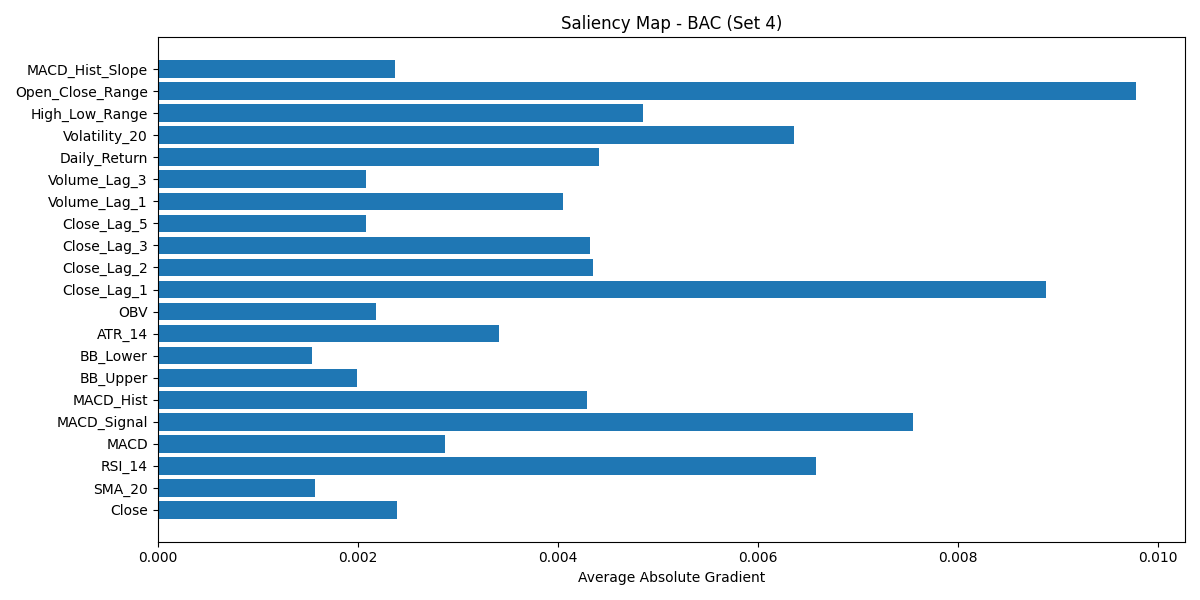 Saliency Map - BAC (Set 4)
MACD_Hist_Slope
Open_Close_Range
High_Low_Range
Volatility_20
Daily_Return
Volume_Lag_3
Volume_Lag_1
Close_Lag_5
Close_Lag_3
Close_Lag_2
Close_Lag_1
OBV
ATR_14
BB_Lower
BB_Upper
MACD_Hist
MACD_Signal
MACD
RSI_14
SMA_20
Close
0.000 0.002 0.004 0.006 0.008 0.010
Average Absolute Gradient